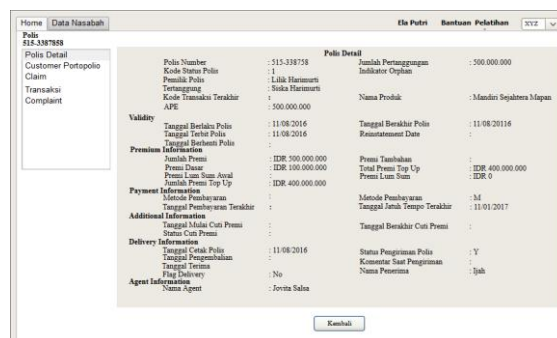 Home Data Nasabah Ela Putri Bantuan Pelatihan XYZ
Polis
515-3387858
Polis Detail
Customer Portopolio
Claim
Transaksi
Complaint
Polis Detail
Polis Number : 515-338758 Jumlah Pertanggungan : 500.000.000
Kode Status Polis : 1 Indikator Orphan
Pemilik Polis : Lilik Harimurti
Tertanggung : Siska Harimurti
Kode Transaksi Terakhir : Nama Produk : Mandiri Sejahtera Mapan
APE : 500.000.000
Validity
Tanggal Berlaku Polis : 11/08/2016 Tanggal Berakhir Polis : 11/08/20116
Tanggal Terbit Polis : 11/08/2016 Reinstatement Date :
Tanggal Berhenti Polis :
Premium Information
Jumlah Premi : IDR 500.000.000 Premi Tambahan :
Premi Dasar : IDR 100.000.000 Total Premi Top Up : IDR 400.000.000
Premi Lum Sum Awal : Premi Lum Sum : IDR 0
Jumlah Premi Top Up : IDR 400.000.000
Payment Information
Metode Pembayaran : Metode Pembayaran : M
Tanggal Pembayaran Terakhir : Tanggal Jatuh Tempo Terakhir : 11/01/2017
Additional Information
Tanggal Mulai Cuti Premi : Tanggal Berakhir Cuti Premi :
Status Cuti Premi :
Delivery Information
Tanggal Cetak Polis : 11/08/2016 Status Pengiriman Polis : Y
Tanggal Pengembalian : Komentar Saat Pengiriman :
Tanggal Terima Nama Penerima : Ijah
Flag Delivery : No
Agent Information
Nama Agent : Jovita Salsa
Kembali